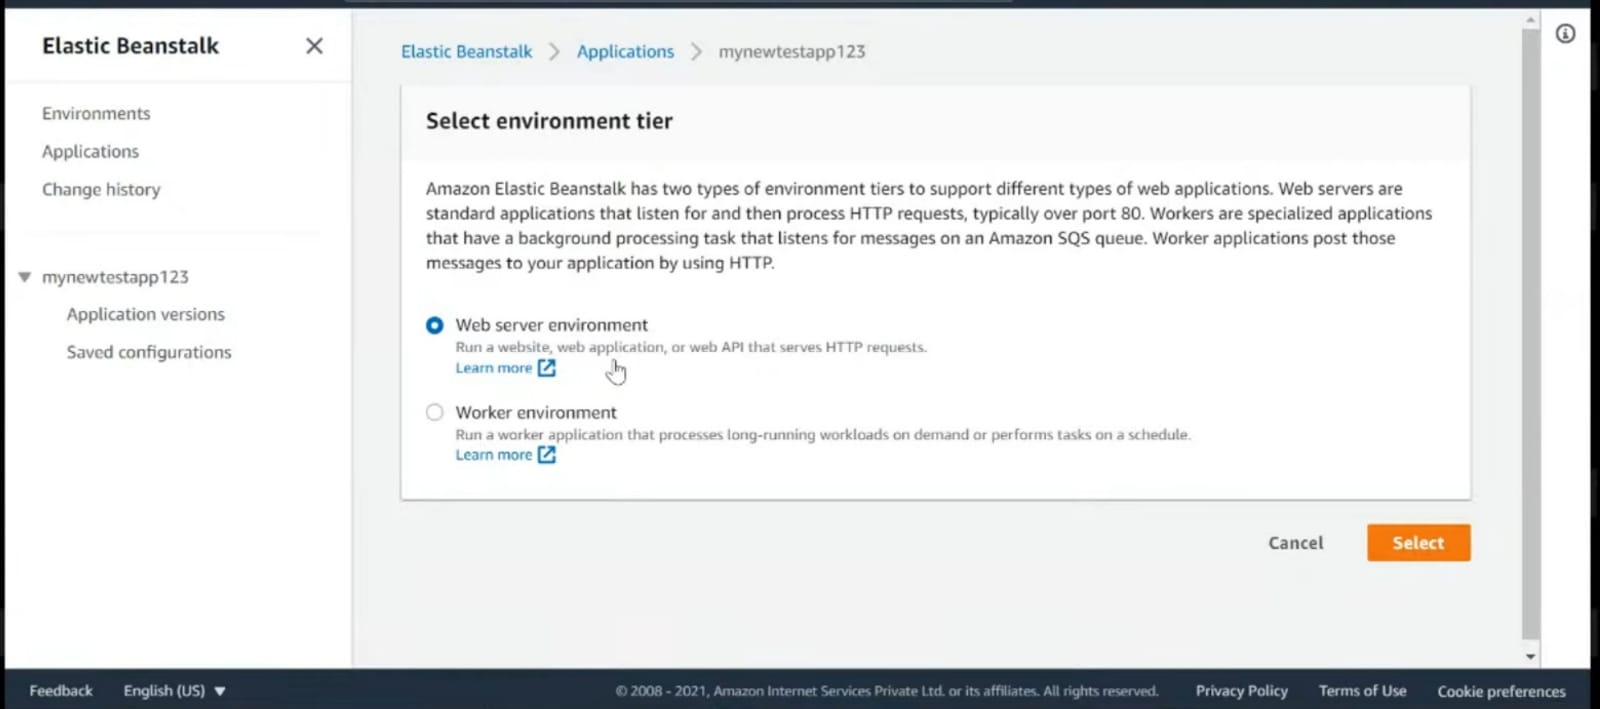 Elastic Beanstalk
Environments
Applications
Change history
mynewtestapp123
Application versions
Saved configurations
Elastic Beanstalk > Applications > mynewtestapp123
Select environment tier
Amazon Elastic Beanstalk has two types of environment tiers to support different types of web applications. Web servers are
standard applications that listen for and then process HTTP requests, typically over port 80. Workers are specialized applications
that have a background processing task that listens for messages on an Amazon SQS queue. Worker applications post those
messages to your application by using HTTP.
Web server environment
Run a website, web application, or web API that serves HTTP requests.
Learn more
Worker environment
Run a worker application that processes long-running workloads on demand or performs tasks on a schedule.
Learn more
Cancel Select
Feedback English (US) © 2008 - 2021, Amazon Internet Services Private Ltd. or its affiliates. All rights reserved. Privacy Policy Terms of Use Cookie preferences